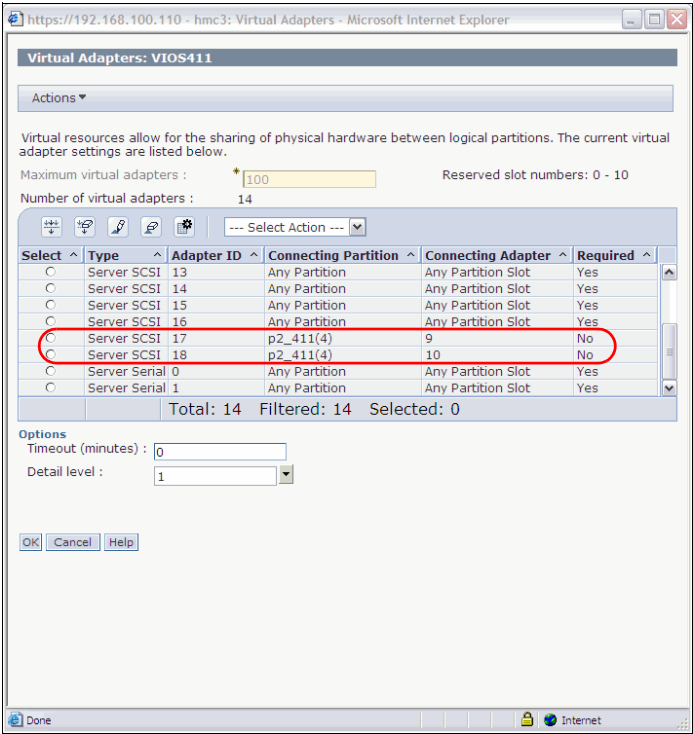 https://192.168.100.110 - hmc3: Virtual Adapters - Microsoft Internet Explorer
Virtual Adapters: VIOS411
Actions
Virtual resources allow for the sharing of physical hardware between logical partitions. The current virtual
adapter settings are listed below.
Maximum virtual adapters : * 100 Reserved slot numbers: 0 - 10
Number of virtual adapters : 14
--- Select Action ---
Select ^ Type ^ Adapter ID ^ Connecting Partition ^ Connecting Adapter ^ Required ^
Server SCSI 13 Any Partition Any Partition Slot Yes
Server SCSI 14 Any Partition Any Partition Slot Yes
Server SCSI 15 Any Partition Any Partition Slot Yes
Server SCSI 16 Any Partition Any Partition Slot Yes
Server SCSI 17 p2_411(4) 9 No
Server SCSI 18 p2_411(4) 10 No
Server Serial 0 Any Partition Any Partition Slot Yes
Server Serial 1 Any Partition Any Partition Slot Yes
Total: 14 Filtered: 14 Selected: 0
Options
Timeout (minutes) : 0
Detail level : 1
OK Cancel Help
Done Internet